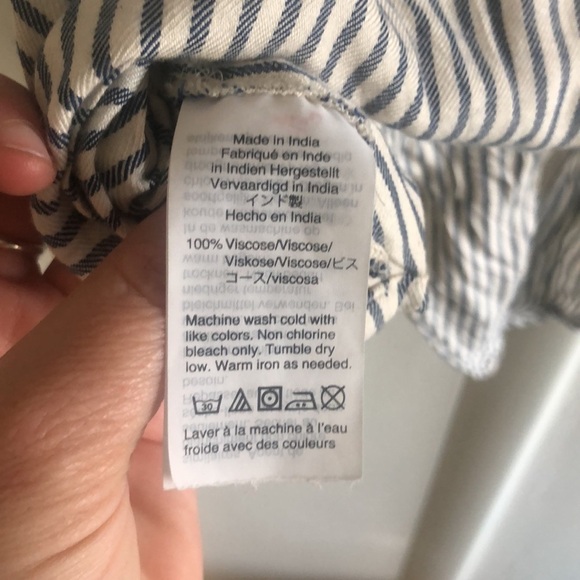 Made in India
Fabriqué en Inde
in Indien Hergestellt
Vervaardigd in India
インド製
Hecho en India
100% Viscose/Viscose/
Viskose/Viscose/ビス
コース/viscosa
Machine wash cold with
like colors. Non chlorine
bleach only. Tumble dry
low. Warm iron as needed.
30
Laver à la machine à l'eau
froide avec des couleurs